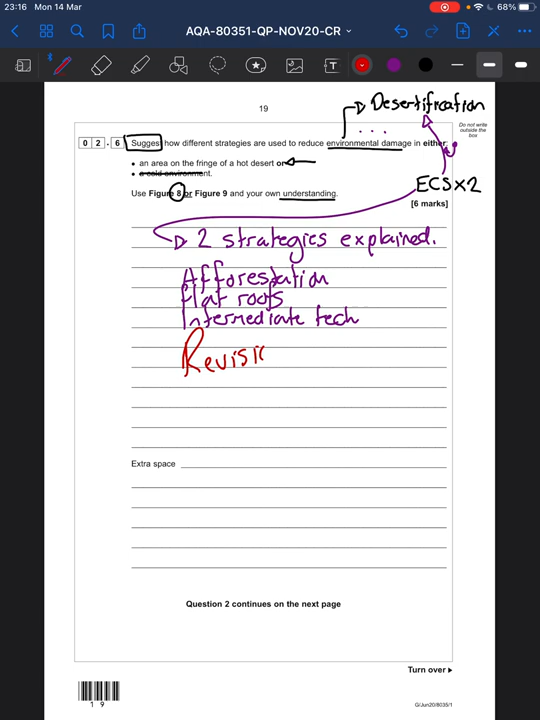 23:16 Mon 14 Mar
68%
AQA-80351-QP-NOV20-CR
19
Desertification
Do not write
outside the
box
0 2 . 6 Sugges how different strategies are used to reduce environmental damage in either:
• an area on the fringe of a hot desert or
• a cold environment.
ECS x 2
Use Figure 8 or Figure 9 and your own understanding.
[6 marks]
2 strategies explained.
Afforestation
Flat roofs
Intermediate tech
Revisi
Extra space
Question 2 continues on the next page
Turn over
1 9
G/Jun20/8035/1